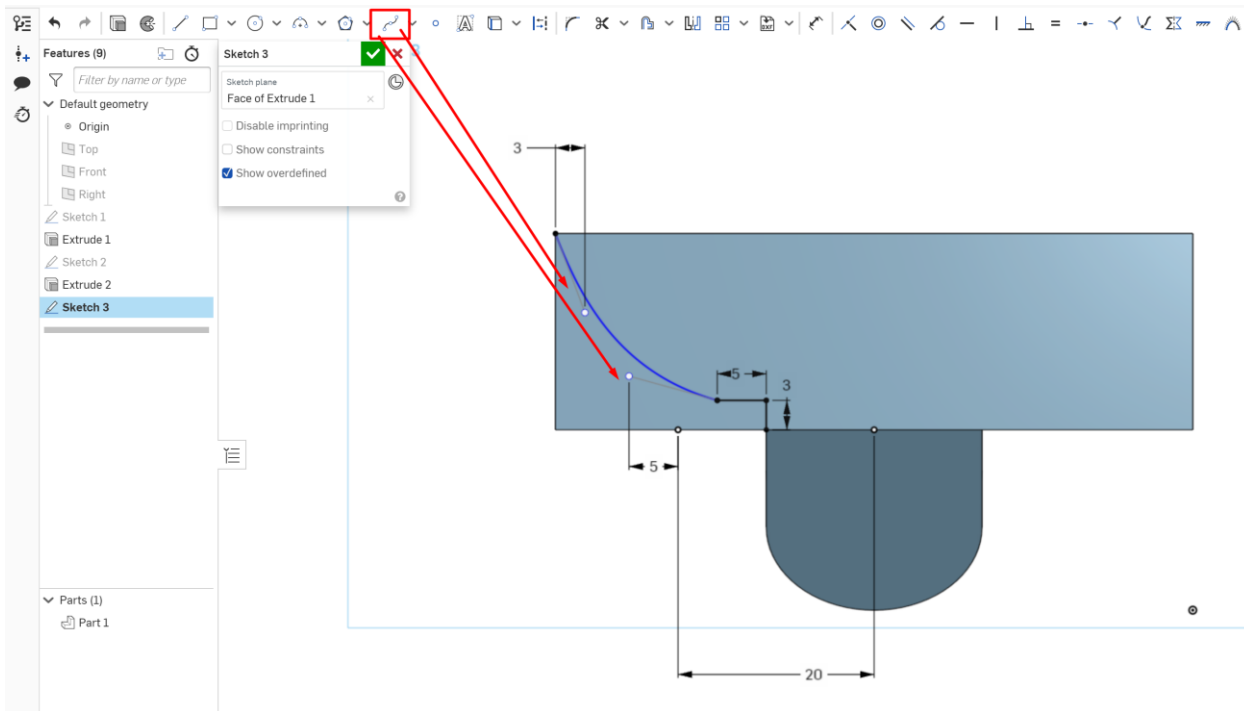 Features (9)
Sketch 3
Filter by name or type
Sketch plane
Face of Extrude 1
Default geometry
Origin
Disable imprinting
Top
Show constraints
Front
Show overdefined
Right
Sketch 1
Extrude 1
Sketch 2
Extrude 2
Sketch 3
3
5
3
5
20
Parts (1)
Part 1